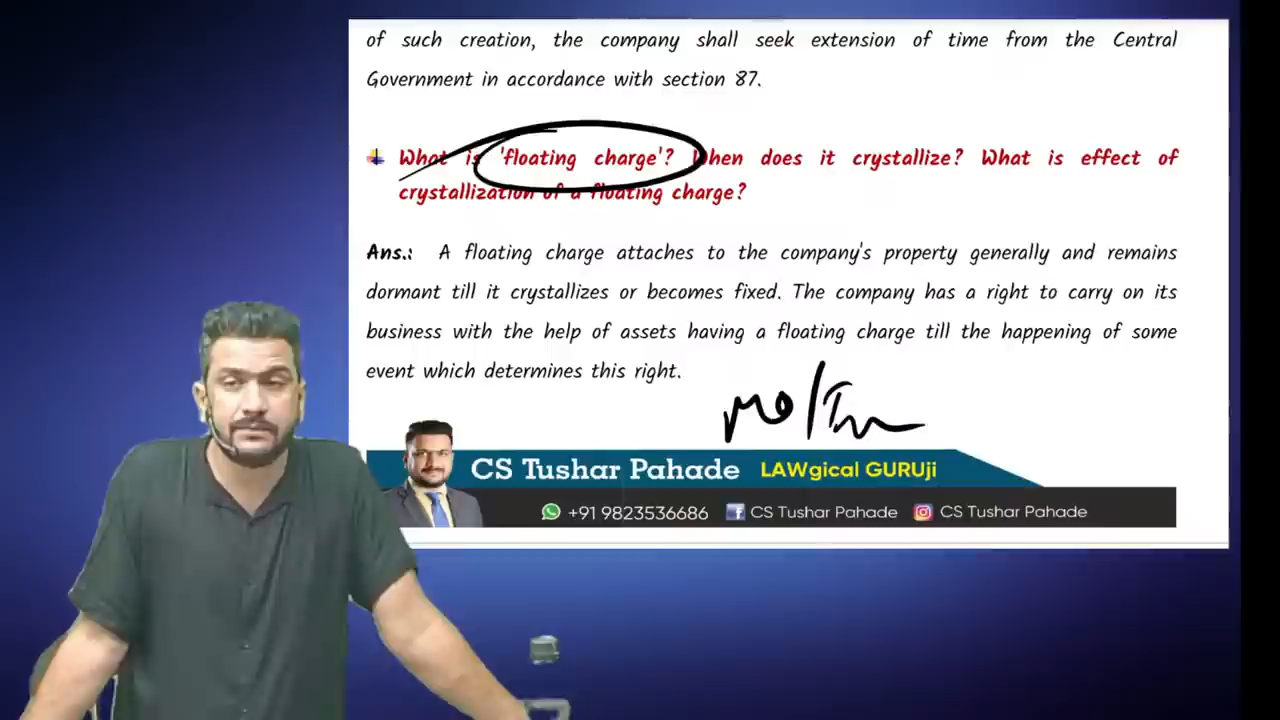 of such creation, the company shall seek extension of time from the Central
Government in accordance with section 87.
What is 'floating charge'? When does it crystallize? What is effect of
crystallization of a floating charge?
Ans.: A floating charge attaches to the company's property generally and remains
dormant till it crystallizes or becomes fixed. The company has a right to carry on its
business with the help of assets having a floating charge till the happening of some
event which determines this right.
CS Tushar Pahade LAWgical GURUji
+91 9823536686 CS Tushar Pahade CS Tushar Pahade